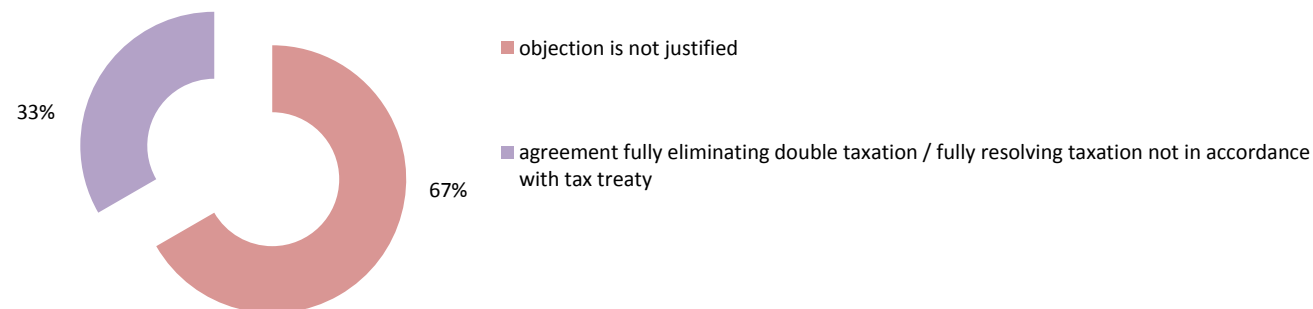 objection is not justified
33%
agreement fully eliminating double taxation / fully resolving taxation not in accordance
with tax treaty
67%